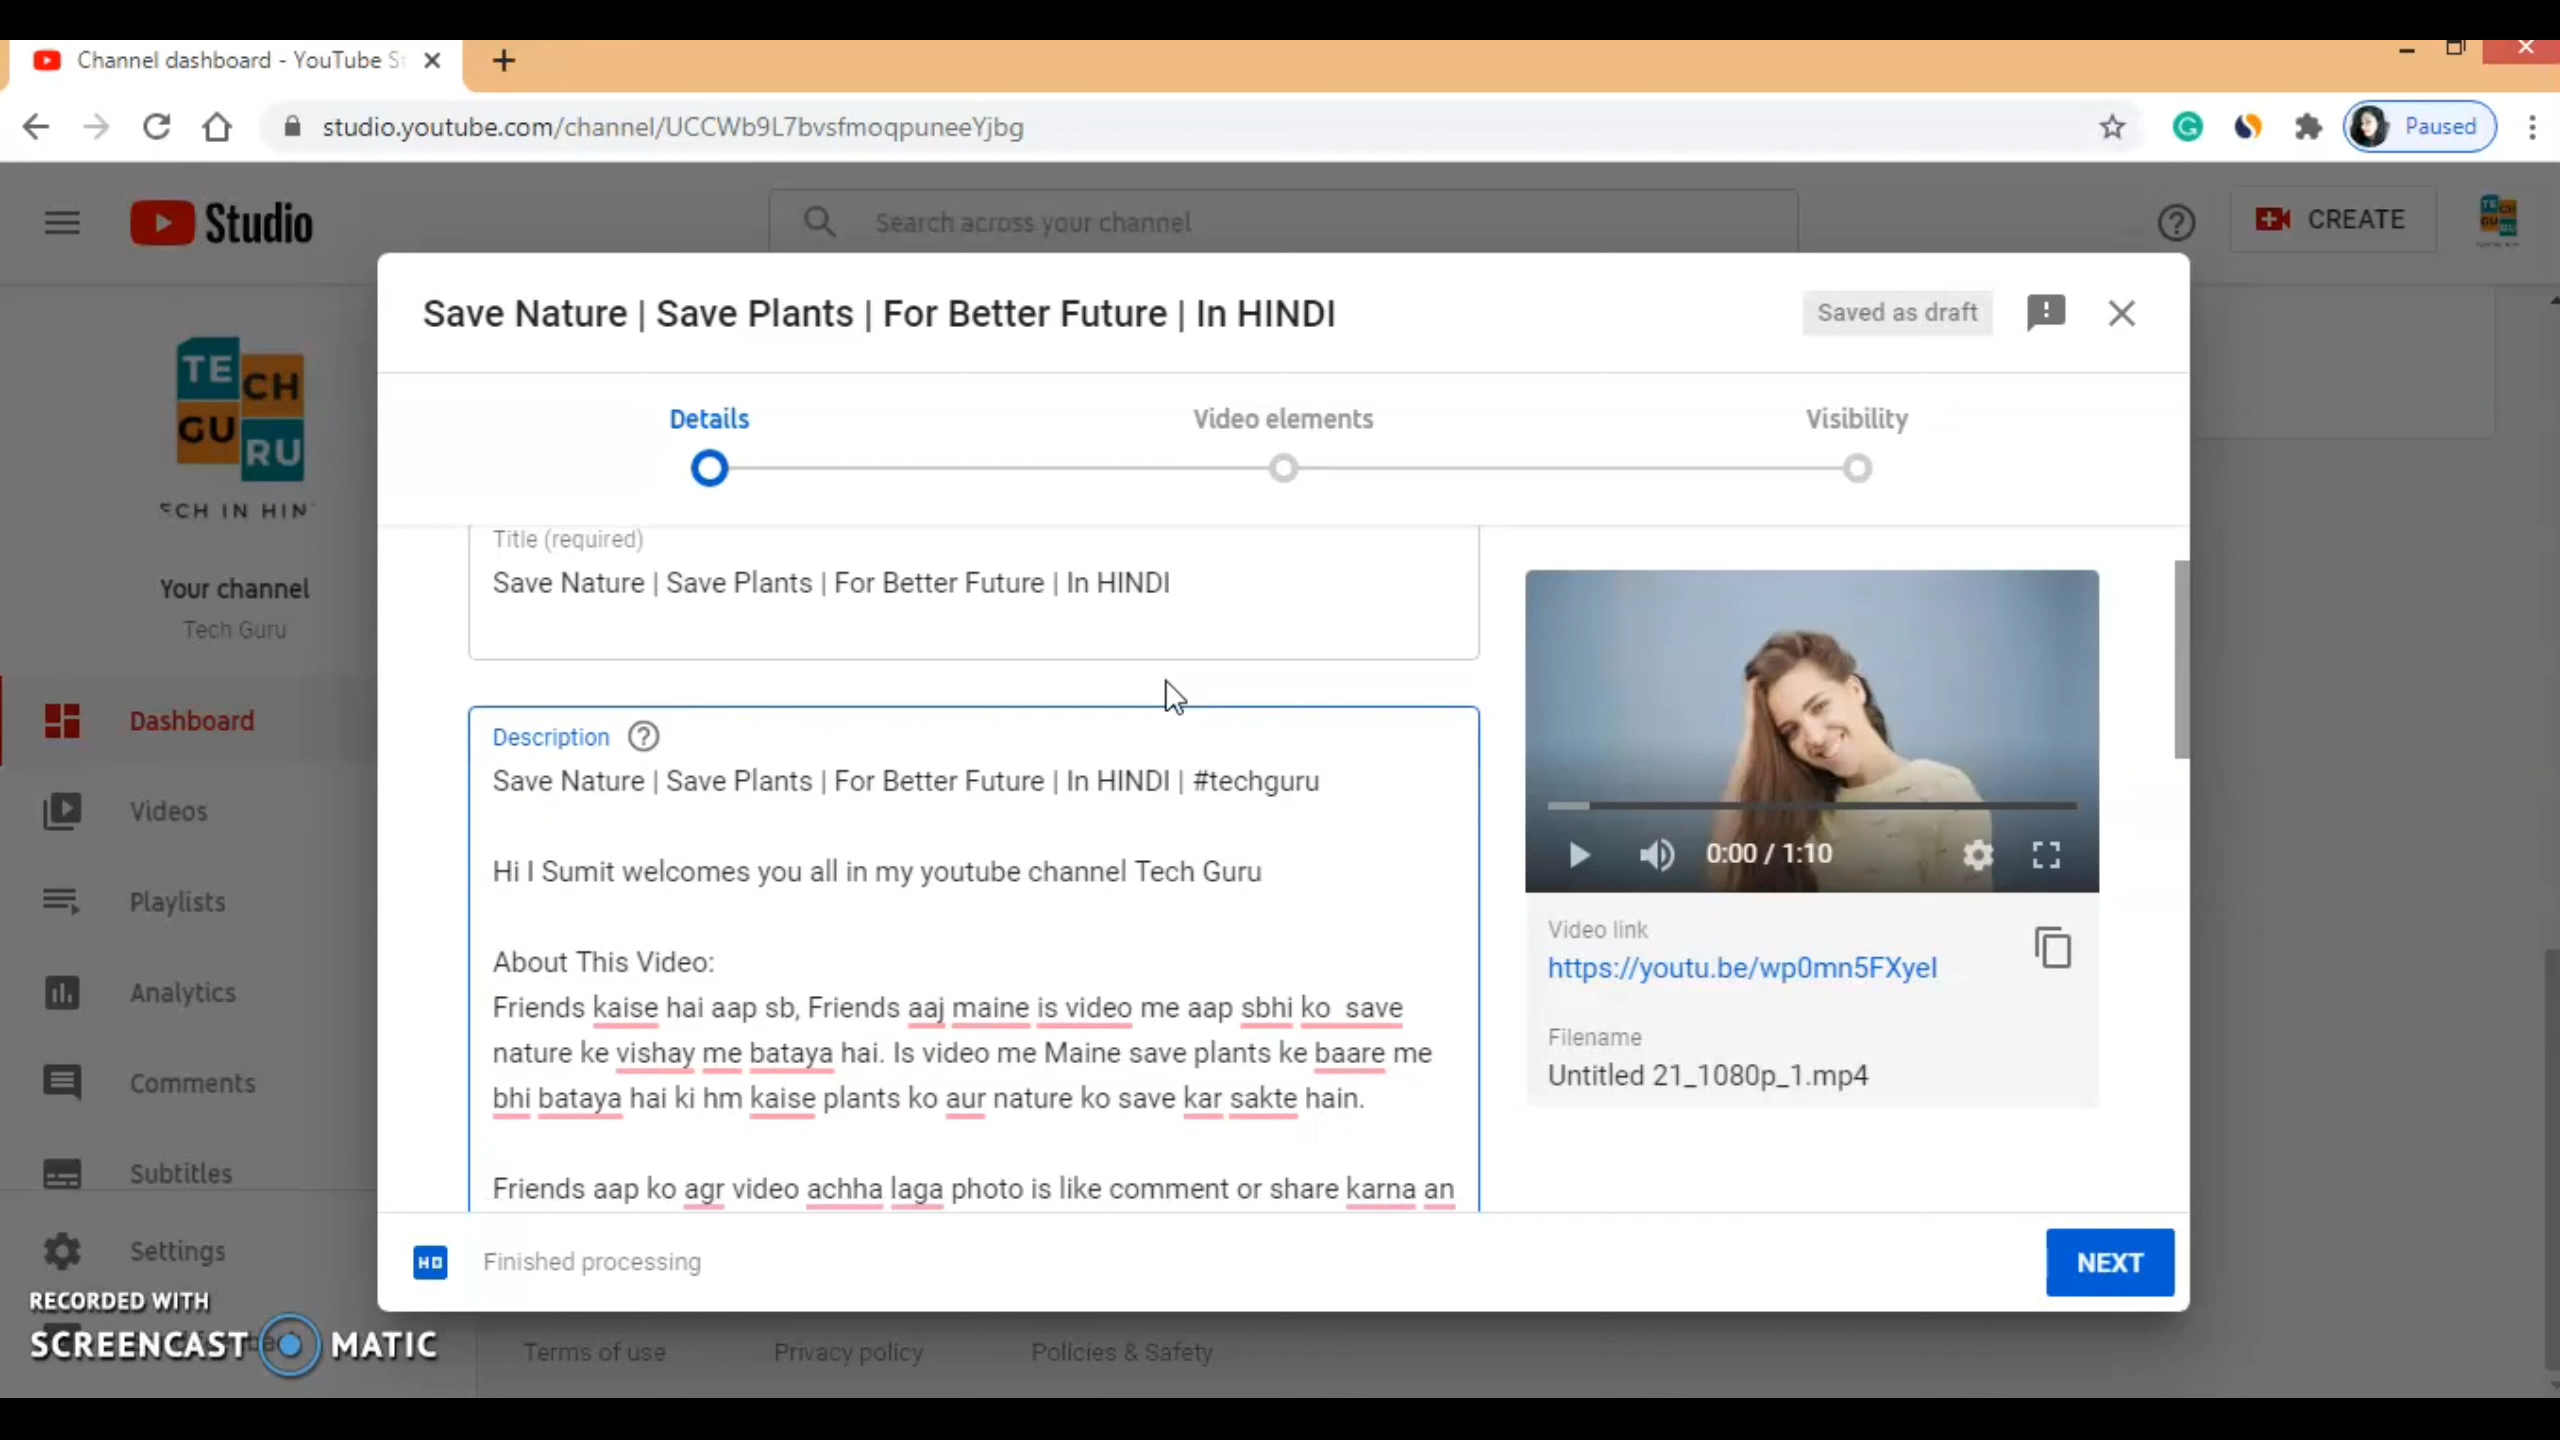 Channel dashboard - YouTube S
studio.youtube.com/channel/UCCWb9L7bvsfmoqpuneeYjbg
Paused
Studio
Search across your channel
CREATE
TE
CH
GU
RU
ECH IN HIN
Your channel
Tech Guru
Dashboard
Videos
Playlists
Analytics
Comments
Subtitles
Settings
Save Nature | Save Plants | For Better Future | In HINDI
Saved as draft
Details
Video elements
Visibility
Title (required)
Save Nature | Save Plants | For Better Future | In HINDI
Description
Save Nature | Save Plants | For Better Future | In HINDI | #techguru
Hi I Sumit welcomes you all in my youtube channel Tech Guru
About This Video:
Friends kaise hai aap sb, Friends aaj maine is video me aap sbhi ko  save
nature ke vishay me bataya hai. Is video me Maine save plants ke baare me
bhi bataya hai ki hm kaise plants ko aur nature ko save kar sakte hain.
Friends aap ko agr video achha laga photo is like comment or share karna an
0:00 / 1:10
Video link
https://youtu.be/wp0mn5FXyeI
Filename
Untitled 21_1080p_1.mp4
HD
Finished processing
NEXT
RECORDED WITH
SCREENCAST MATIC
Terms of use
Privacy policy
Policies & Safety